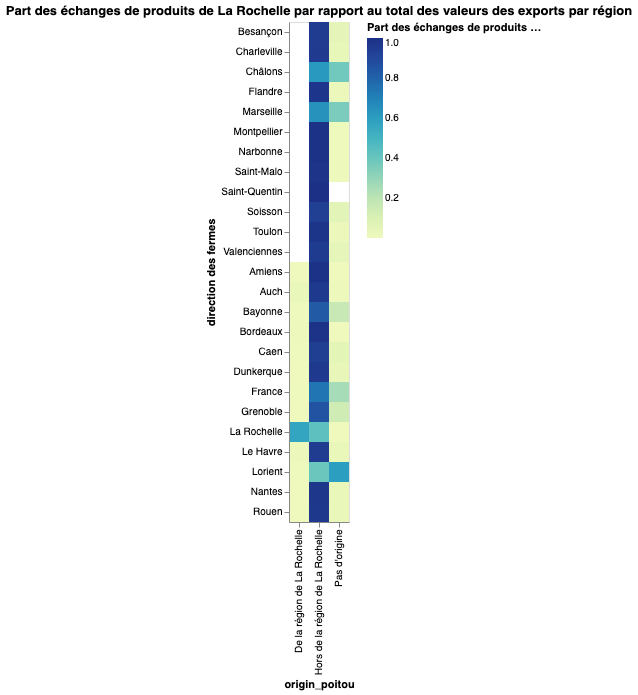 Part des échanges de produits de La Rochelle par rapport au total des valeurs des exports par région
Part des échanges de produits …
1.0
0.8
0.6
0.4
0.2
direction des fermes
Besançon
Charleville
Châlons
Flandre
Marseille
Montpellier
Narbonne
Saint-Malo
Saint-Quentin
Soisson
Toulon
Valenciennes
Amiens
Auch
Bayonne
Bordeaux
Caen
Dunkerque
France
Grenoble
La Rochelle
Le Havre
Lorient
Nantes
Rouen
De la région de La Rochelle
Hors de la région de La Rochelle
Pas d'origine
origin_poitou